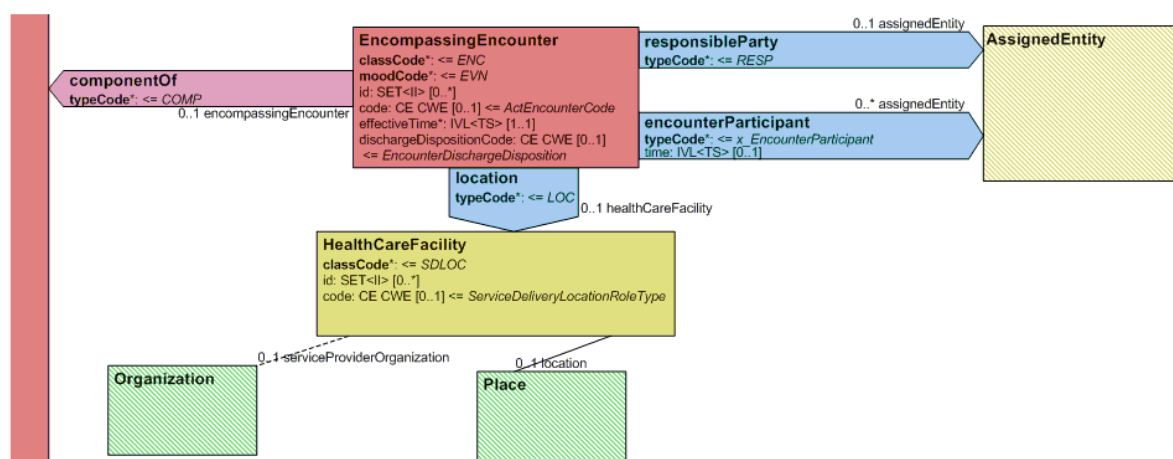 0..1 assignedEntity
EncompassingEncounter
classCode*: <= ENC
moodCode*: <= EVN
id: SET<II> [0..*]
code: CE CWE [0..1] <= ActEncounterCode
effectiveTime*: IVL<TS> [1..1]
dischargeDispositionCode: CE CWE [0..1]
<= EncounterDischargeDisposition
responsibleParty
typeCode*: <= RESP
AssignedEntity
componentOf
typeCode*: <= COMP
0..1 encompassingEncounter
0..* assignedEntity
encounterParticipant
typeCode*: <= x_EncounterParticipant
time: IVL<TS> [0..1]
location
typeCode*: <= LOC
0..1 healthCareFacility
HealthCareFacility
classCode*: <= SDLOC
id: SET<II> [0..*]
code: CE CWE [0..1] <= ServiceDeliveryLocationRoleType
0..1 serviceProviderOrganization
0..1 location
Organization
Place